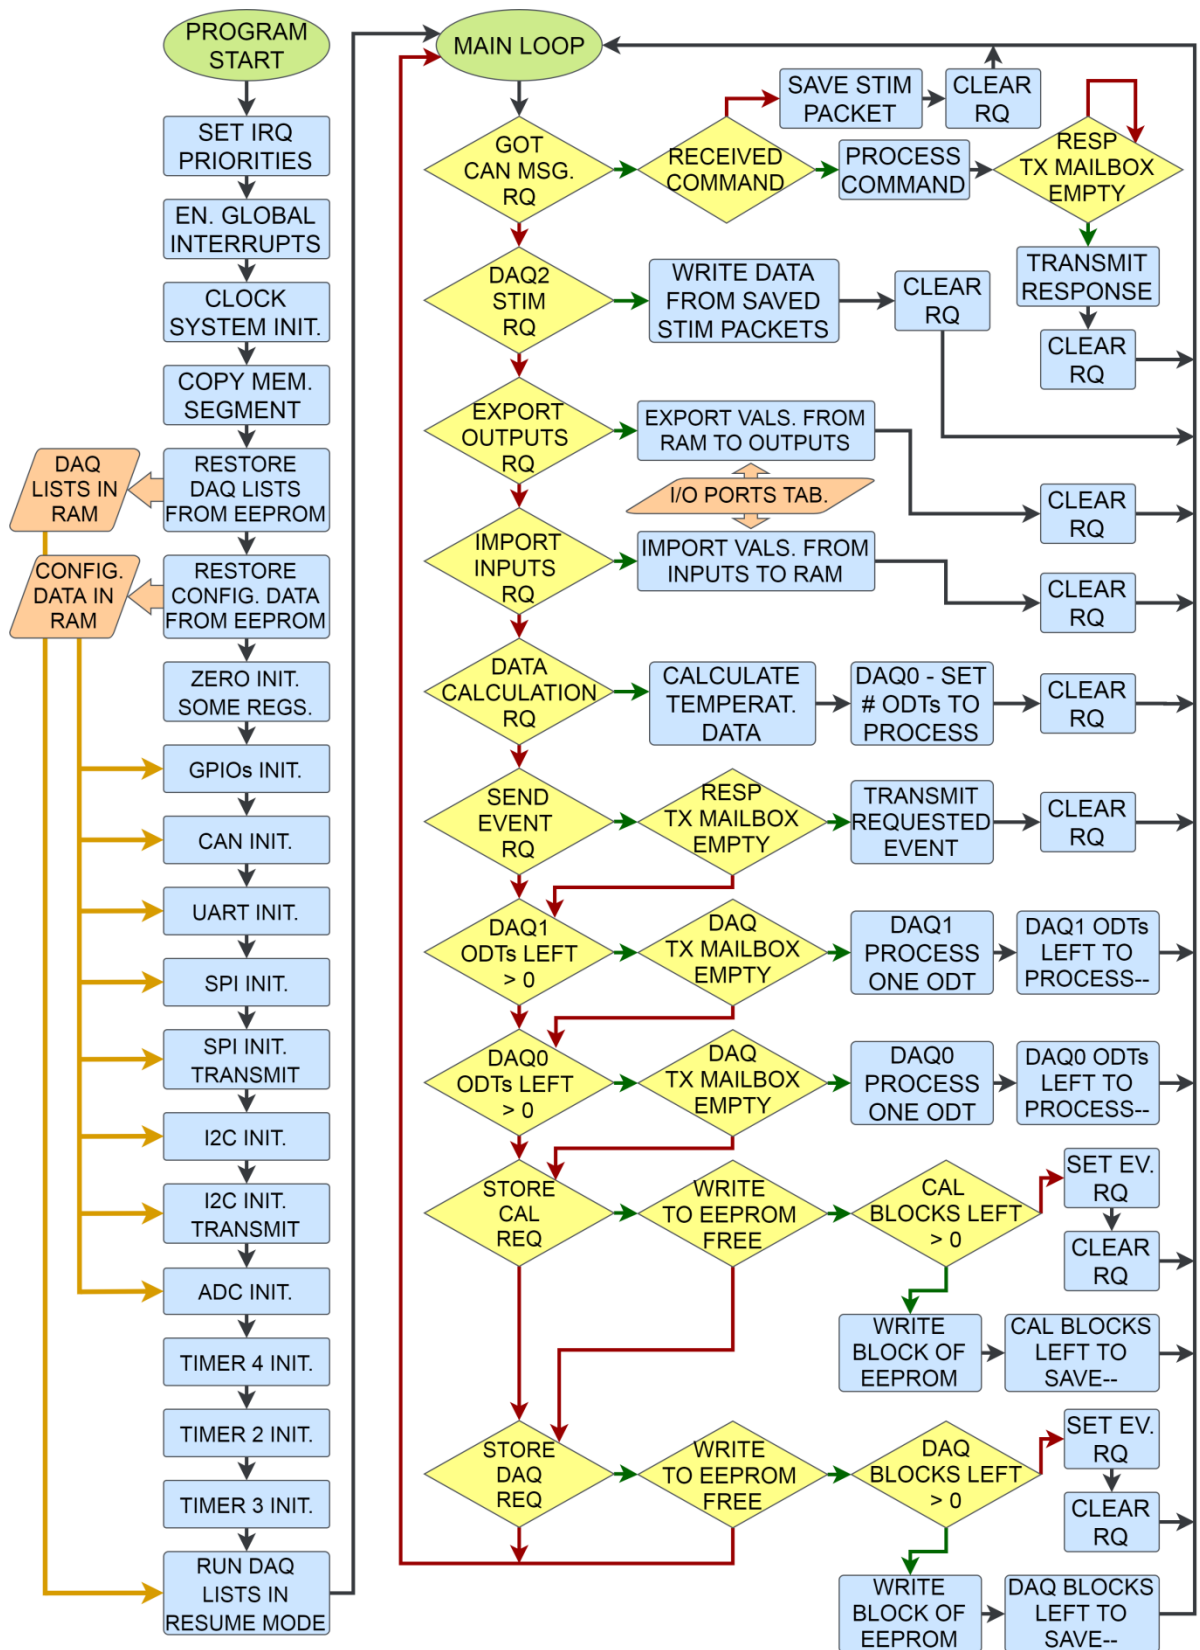 PROGRAM
START
SET IRQ
PRIORITIES
EN. GLOBAL
INTERRUPTS
CLOCK
SYSTEM INIT.
COPY MEM.
SEGMENT
RESTORE
DAQ LISTS
FROM EEPROM
DAQ
LISTS IN
RAM
RESTORE
CONFIG. DATA
FROM EEPROM
CONFIG.
DATA IN
RAM
ZERO INIT.
SOME REGS.
GPIOs INIT.
CAN INIT.
UART INIT.
SPI INIT.
SPI INIT.
TRANSMIT
I2C INIT.
I2C INIT.
TRANSMIT
ADC INIT.
TIMER 4 INIT.
TIMER 2 INIT.
TIMER 3 INIT.
RUN DAQ
LISTS IN
RESUME MODE
MAIN LOOP
GOT
CAN MSG.
RQ
RECEIVED
COMMAND
SAVE STIM
PACKET
CLEAR
RQ
PROCESS
COMMAND
RESP
TX MAILBOX
EMPTY
TRANSMIT
RESPONSE
CLEAR
RQ
DAQ2
STIM
RQ
WRITE DATA
FROM SAVED
STIM PACKETS
CLEAR
RQ
EXPORT
OUTPUTS
RQ
EXPORT VALS. FROM
RAM TO OUTPUTS
CLEAR
RQ
I/O PORTS TAB.
IMPORT
INPUTS
RQ
IMPORT VALS. FROM
INPUTS TO RAM
CLEAR
RQ
DATA
CALCULATION
RQ
CALCULATE
TEMPERAT.
DATA
DAQ0 - SET
# ODTs TO
PROCESS
CLEAR
RQ
SEND
EVENT
RQ
RESP
TX MAILBOX
EMPTY
TRANSMIT
REQUESTED
EVENT
CLEAR
RQ
DAQ1
ODTs LEFT
> 0
DAQ
TX MAILBOX
EMPTY
DAQ1
PROCESS
ONE ODT
DAQ1 ODTs
LEFT TO
PROCESS--
DAQ0
ODTs LEFT
> 0
DAQ
TX MAILBOX
EMPTY
DAQ0
PROCESS
ONE ODT
DAQ0 ODTs
LEFT TO
PROCESS--
STORE
CAL
REQ
WRITE
TO EEPROM
FREE
CAL
BLOCKS LEFT
> 0
SET EV.
RQ
CLEAR
RQ
WRITE
BLOCK OF
EEPROM
CAL BLOCKS
LEFT TO
SAVE--
STORE
DAQ
REQ
WRITE
TO EEPROM
FREE
DAQ
BLOCKS LEFT
> 0
SET EV.
RQ
CLEAR
RQ
WRITE
BLOCK OF
EEPROM
DAQ BLOCKS
LEFT TO
SAVE--